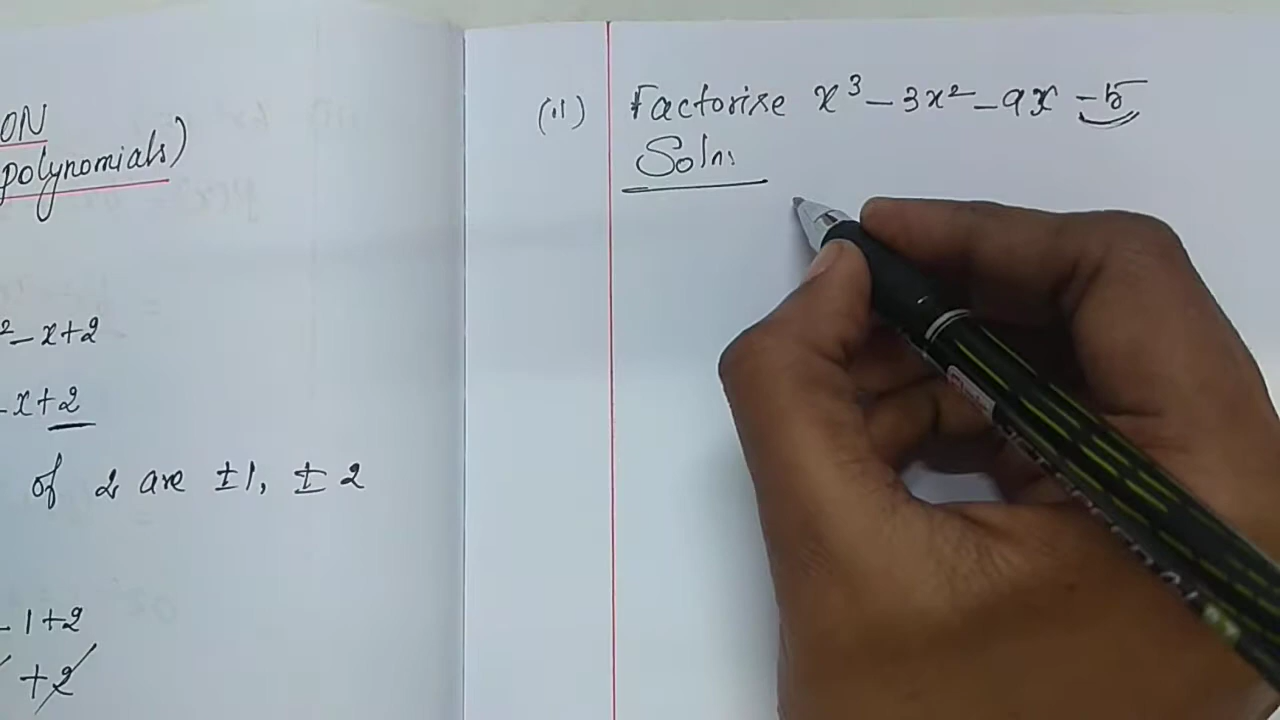 ON
polynomials)
² - x + 2
- x + 2
of 2 are ±1, ±2
- 1 + 2
+ 2
(ii) Factorise x³ - 3x² - 9x - 5
Soln: